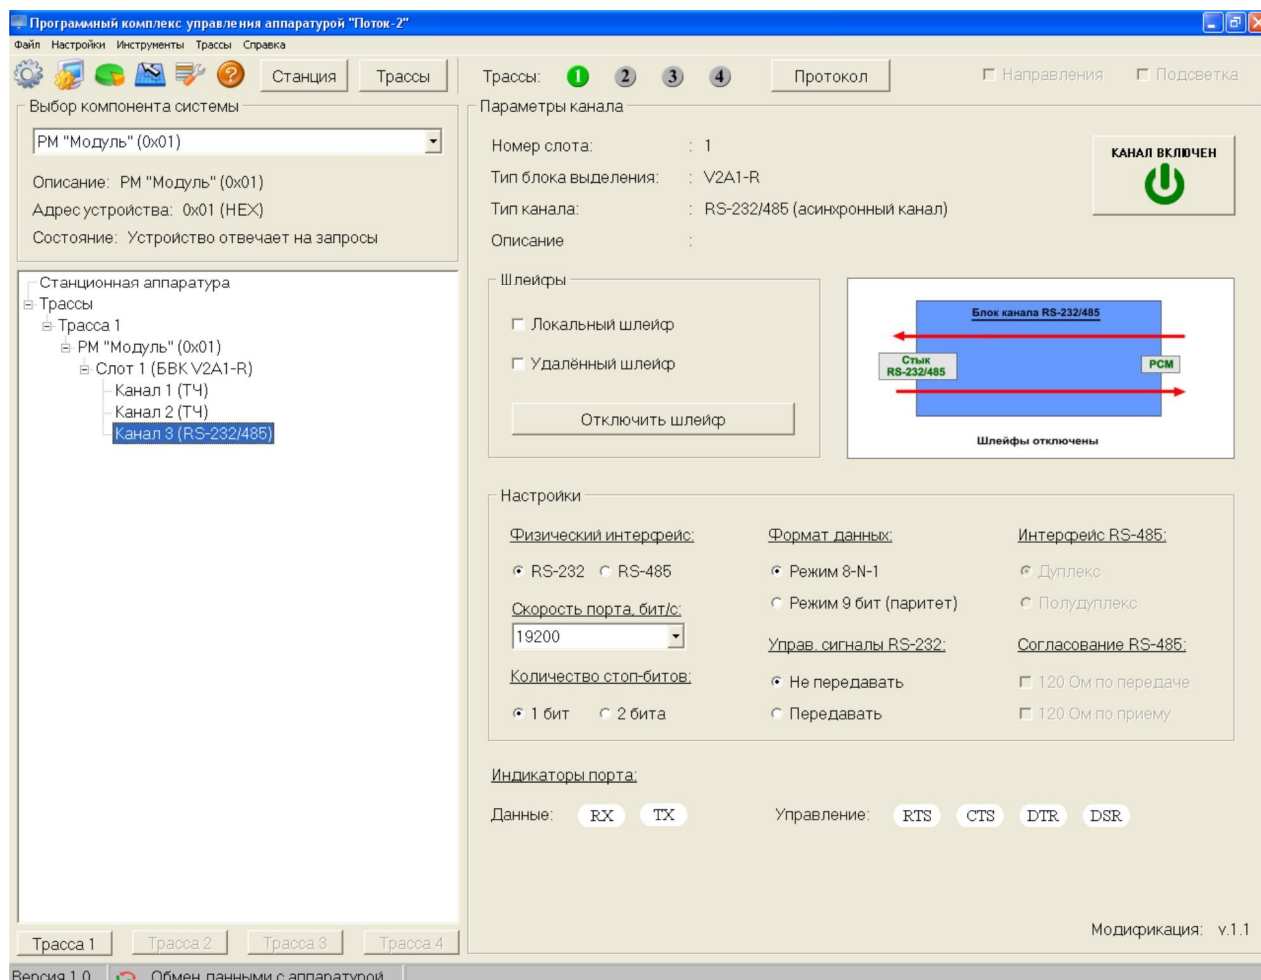 Программный комплекс управления аппаратурой "Поток-2"
Файл Настройки Инструменты Трассы Справка
Станция Трассы Трассы: 1 2 3 4 Протокол Направления Подсветка
Выбор компонента системы
РМ "Модуль" (0x01)
Описание: РМ "Модуль" (0x01)
Адрес устройства: 0x01 (HEX)
Состояние: Устройство отвечает на запросы
Станционная аппаратура
Трассы
Трасса 1
РМ "Модуль" (0x01)
Слот 1 (БВК V2A1-R)
Канал 1 (ТЧ)
Канал 2 (ТЧ)
Канал 3 (RS-232/485)
Трасса 1 Трасса 2 Трасса 3 Трасса 4
Параметры канала
Номер слота: : 1
Тип блока выделения: : V2A1-R
Тип канала: : RS-232/485 (асинхронный канал)
Описание :
КАНАЛ ВКЛЮЧЕН
Шлейфы
Локальный шлейф
Удалённый шлейф
Отключить шлейф
Блок канала RS-232/485
Стык
RS-232/485
PCM
Шлейфы отключены
Настройки
Физический интерфейс: Формат данных: Интерфейс RS-485:
RS-232 RS-485 Режим 8-N-1 Дуплекс
Скорость порта, бит/с: Режим 9 бит (паритет) Полудуплекс
19200 Управ. сигналы RS-232: Согласование RS-485:
Количество стоп-битов: Не передавать 120 Ом по передаче
1 бит 2 бита Передавать 120 Ом по приему
Индикаторы порта:
Данные: RX TX Управление: RTS CTS DTR DSR
Модификация: v.1.1
Версия 1.0 Обмен данными с аппаратурой